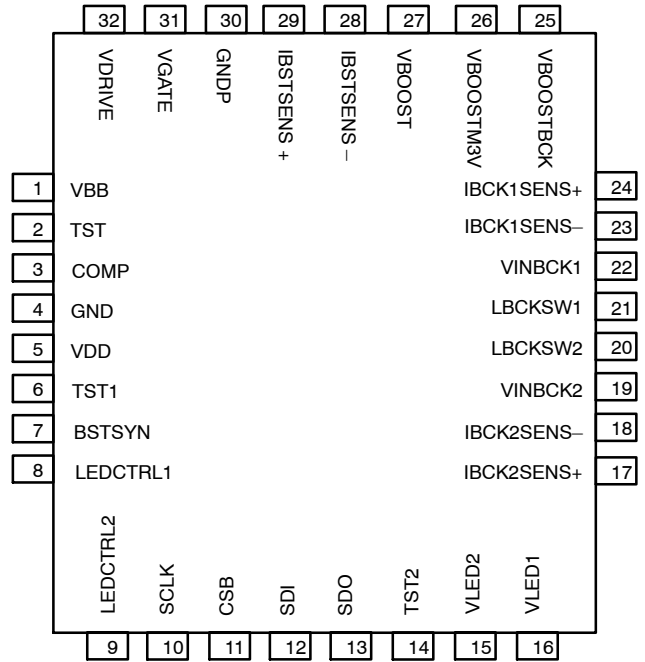 32 31 30 29 28 27 26 25
VDRIVE
VGATE
GNDP
IBSTSENS +
IBSTSENS –
VBOOST
VBOOSTM3V
VBOOSTBCK
1 VBB IBCK1SENS+ 24
2 TST IBCK1SENS– 23
3 COMP VINBCK1 22
4 GND LBCKSW1 21
5 VDD LBCKSW2 20
6 TST1 VINBCK2 19
7 BSTSYN IBCK2SENS– 18
8 LEDCTRL1 IBCK2SENS+ 17
LEDCTRL2
SCLK
CSB
SDI
SDO
TST2
VLED2
VLED1
9 10 11 12 13 14 15 16